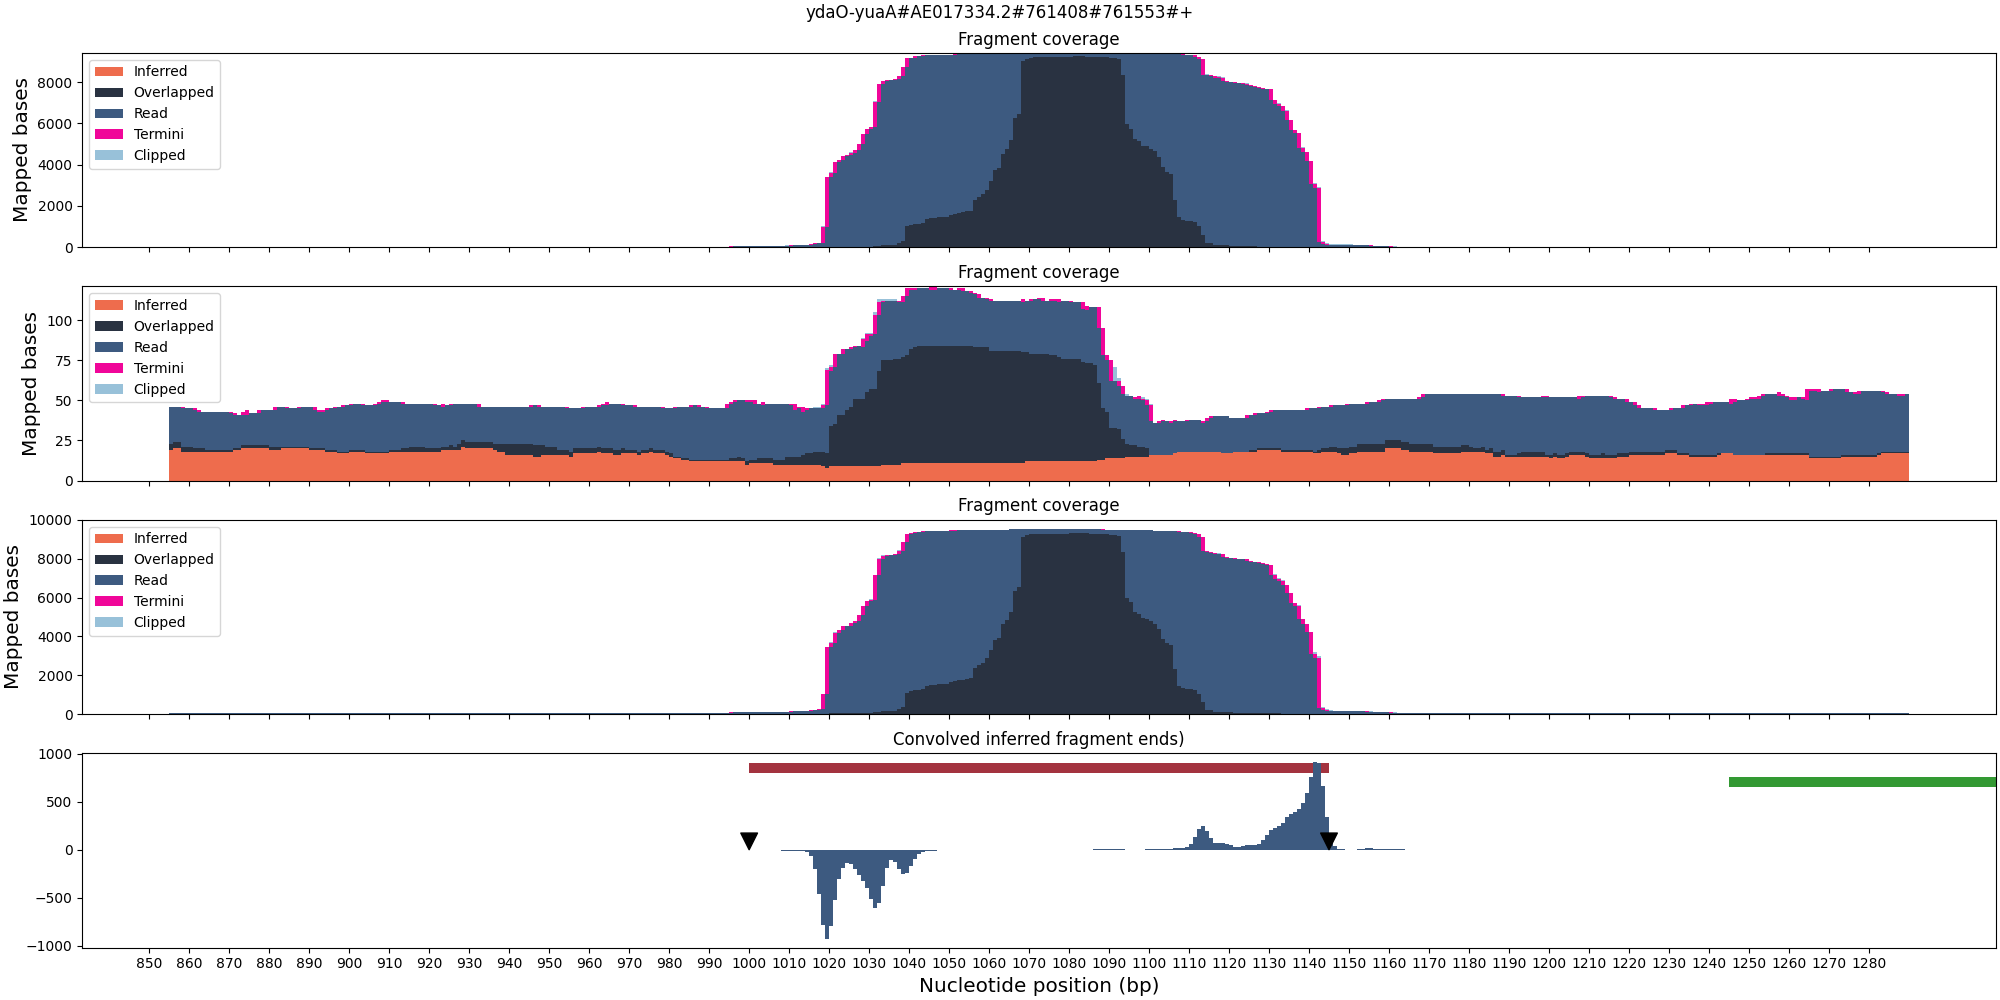 ydaO-yuaA#AE017334.2#761408#761553#+
Fragment coverage
Mapped bases
8000
6000
4000
2000
0
Inferred
Overlapped
Read
Termini
Clipped
Fragment coverage
Mapped bases
100
75
50
25
0
Inferred
Overlapped
Read
Termini
Clipped
Fragment coverage
Mapped bases
10000
8000
6000
4000
2000
0
Inferred
Overlapped
Read
Termini
Clipped
Convolved inferred fragment ends)
1000
500
0
−500
−1000
850 860 870 880 890 900 910 920 930 940 950 960 970 980 990 1000 1010 1020 1030 1040 1050 1060 1070 1080 1090 1100 1110 1120 1130 1140 1150 1160 1170 1180 1190 1200 1210 1220 1230 1240 1250 1260 1270 1280
Nucleotide position (bp)